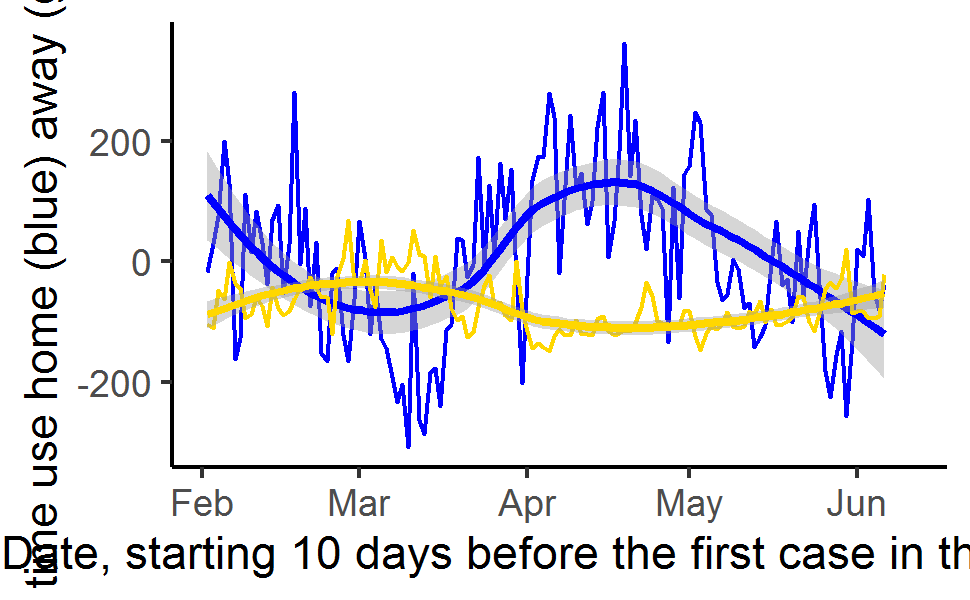 time use home (blue) away (g
200
0
-200
Feb Mar Apr May Jun
Date, starting 10 days before the first case in th